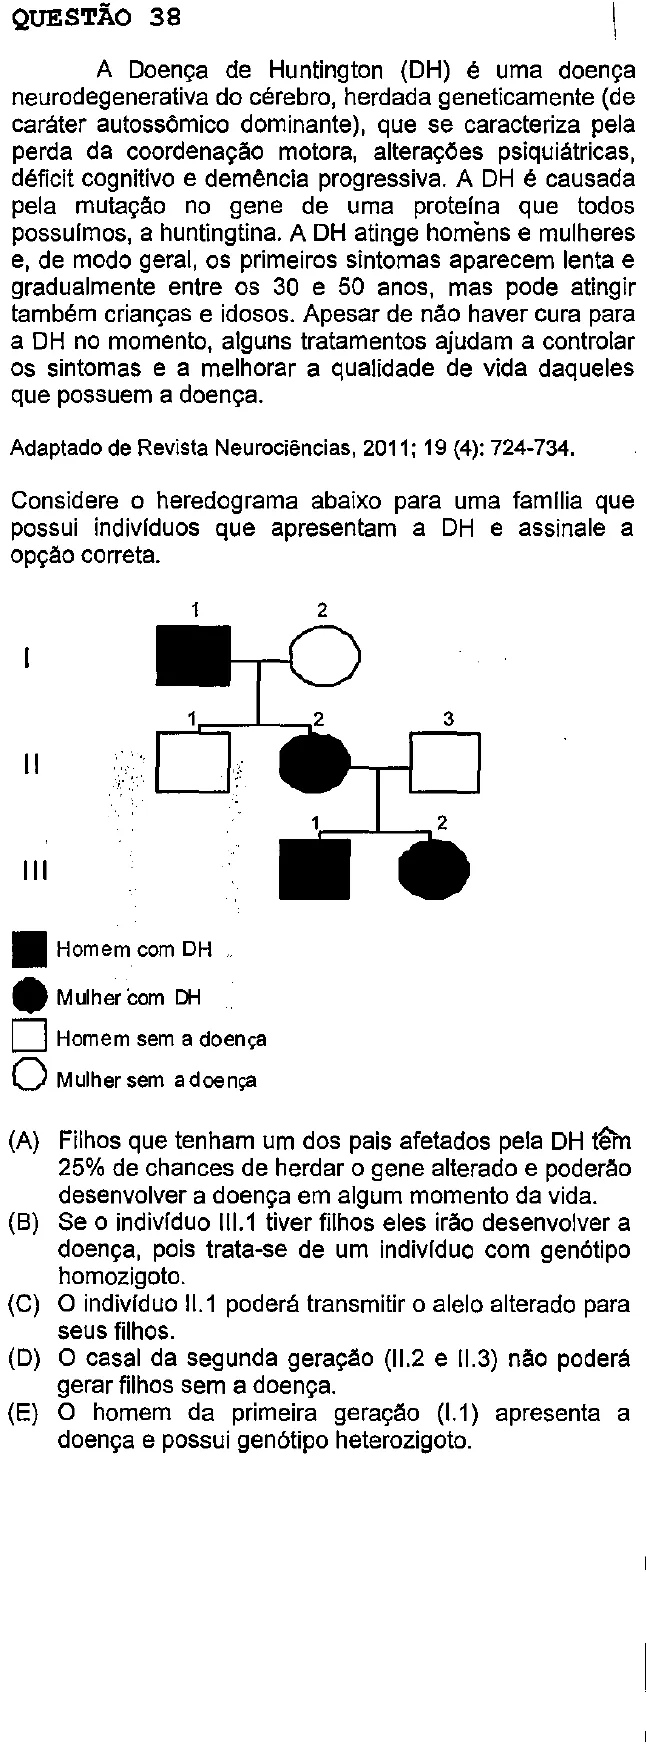 QUESTÃO 38
A Doença de Huntington (DH) é uma doença
neurodegenerativa do cérebro, herdada geneticamente (de
caráter autossômico dominante), que se caracteriza pela
perda da coordenação motora, alterações psiquiátricas,
déficit cognitivo e demência progressiva. A DH é causada
pela mutação no gene de uma proteína que todos
possuímos, a huntingtina. A DH atinge homens e mulheres
e, de modo geral, os primeiros sintomas aparecem lenta e
gradualmente entre os 30 e 50 anos, mas pode atingir
também crianças e idosos. Apesar de não haver cura para
a DH no momento, alguns tratamentos ajudam a controlar
os sintomas e a melhorar a qualidade de vida daqueles
que possuem a doença.
Adaptado de Revista Neurociências, 2011; 19 (4): 724-734.
Considere o heredograma abaixo para uma família que
possui indivíduos que apresentam a DH e assinale a
opção correta.
1 2
I
1 2 3
II
1 2
III
Homem com DH
Mulher com DH
Homem sem a doença
Mulher sem a doença
(A) Filhos que tenham um dos pais afetados pela DH têm
25% de chances de herdar o gene alterado e poderão
desenvolver a doença em algum momento da vida.
(B) Se o indivíduo III.1 tiver filhos eles irão desenvolver a
doença, pois trata-se de um indivíduo com genótipo
homozigoto.
(C) O indivíduo II.1 poderá transmitir o alelo alterado para
seus filhos.
(D) O casal da segunda geração (II.2 e II.3) não poderá
gerar filhos sem a doença.
(E) O homem da primeira geração (I.1) apresenta a
doença e possui genótipo heterozigoto.